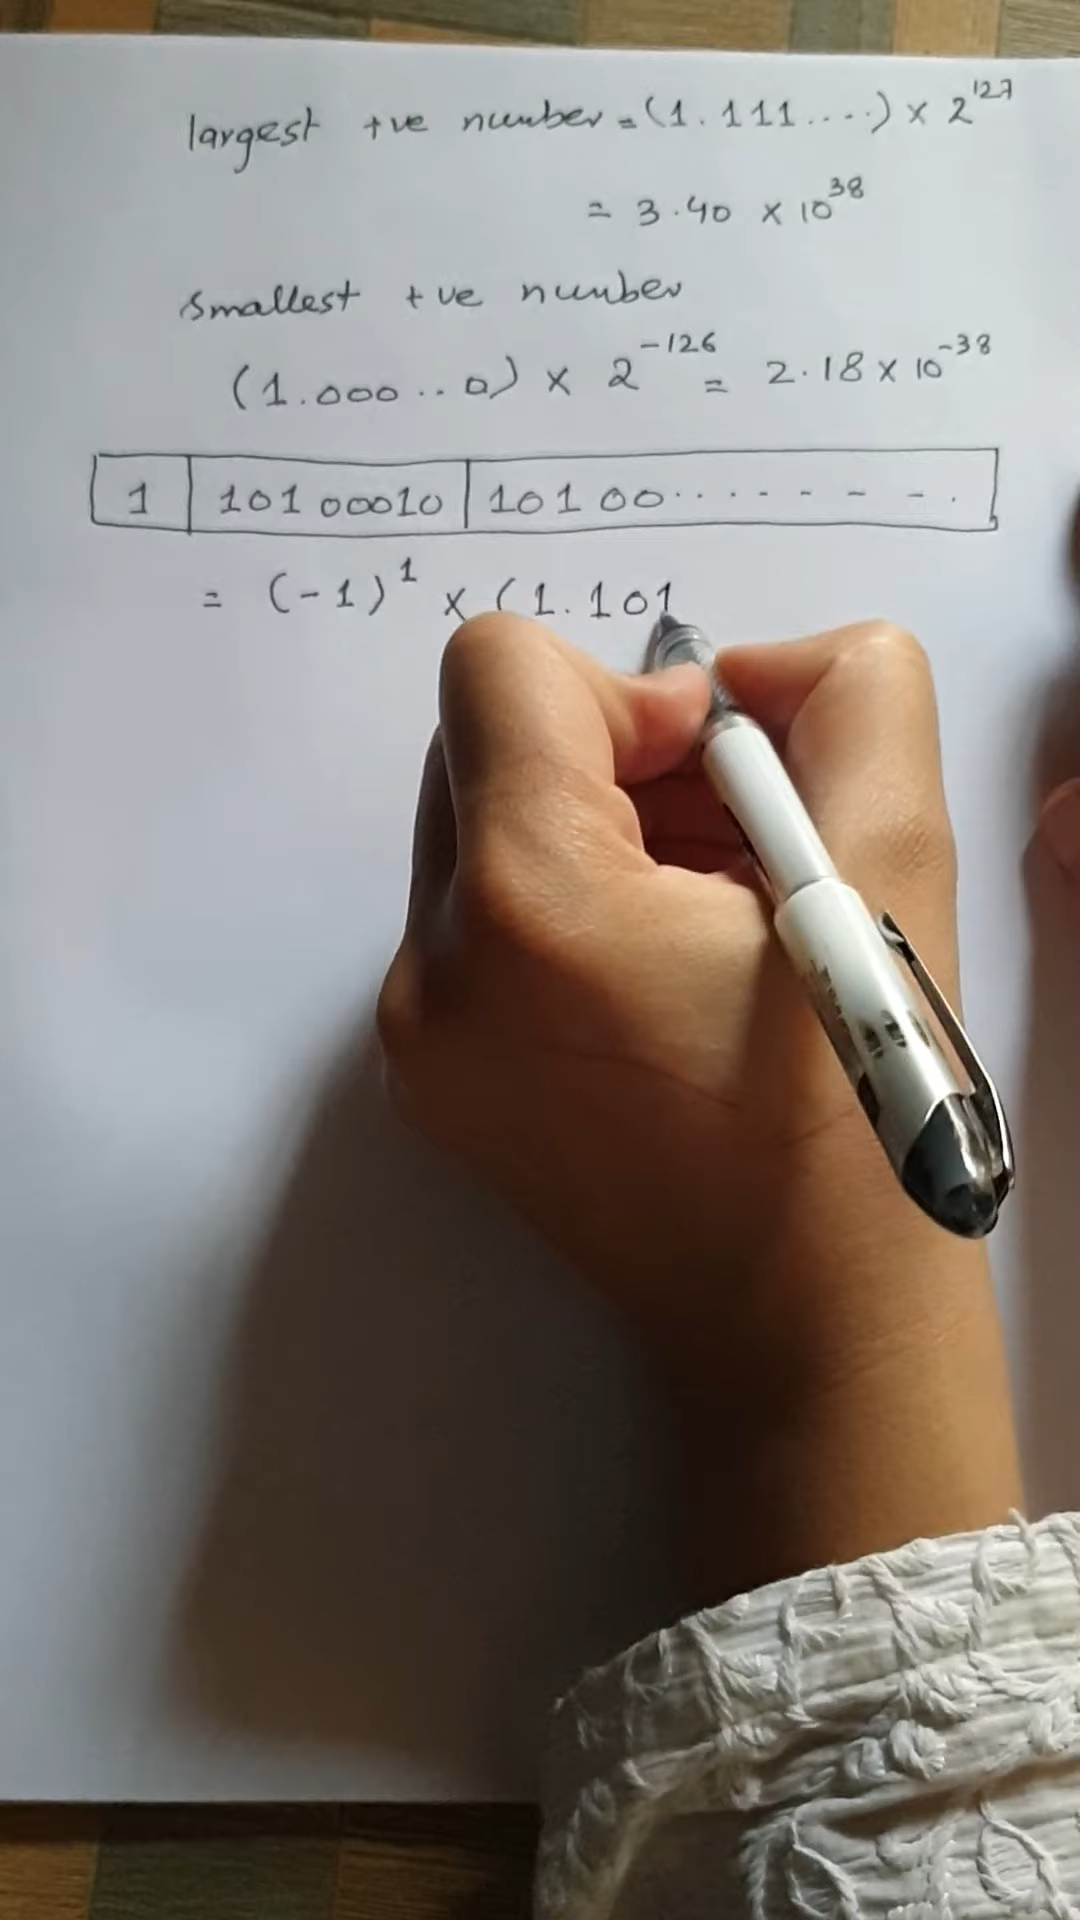 largest +ve number = (1.111....) × 2^127
= 3.40 × 10^38
smallest +ve number
(1.000..0) × 2^-126 = 2.18 × 10^-38
1 | 10100010 | 10100.........
= (-1)^1 × (1.101